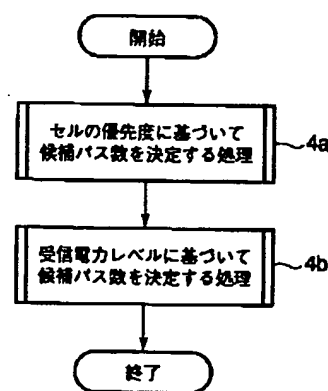 開始
セルの優先度に基づいて
候補パス数を決定する処理
4a
受信電力レベルに基づいて
候補パス数を決定する処理
4b
終了